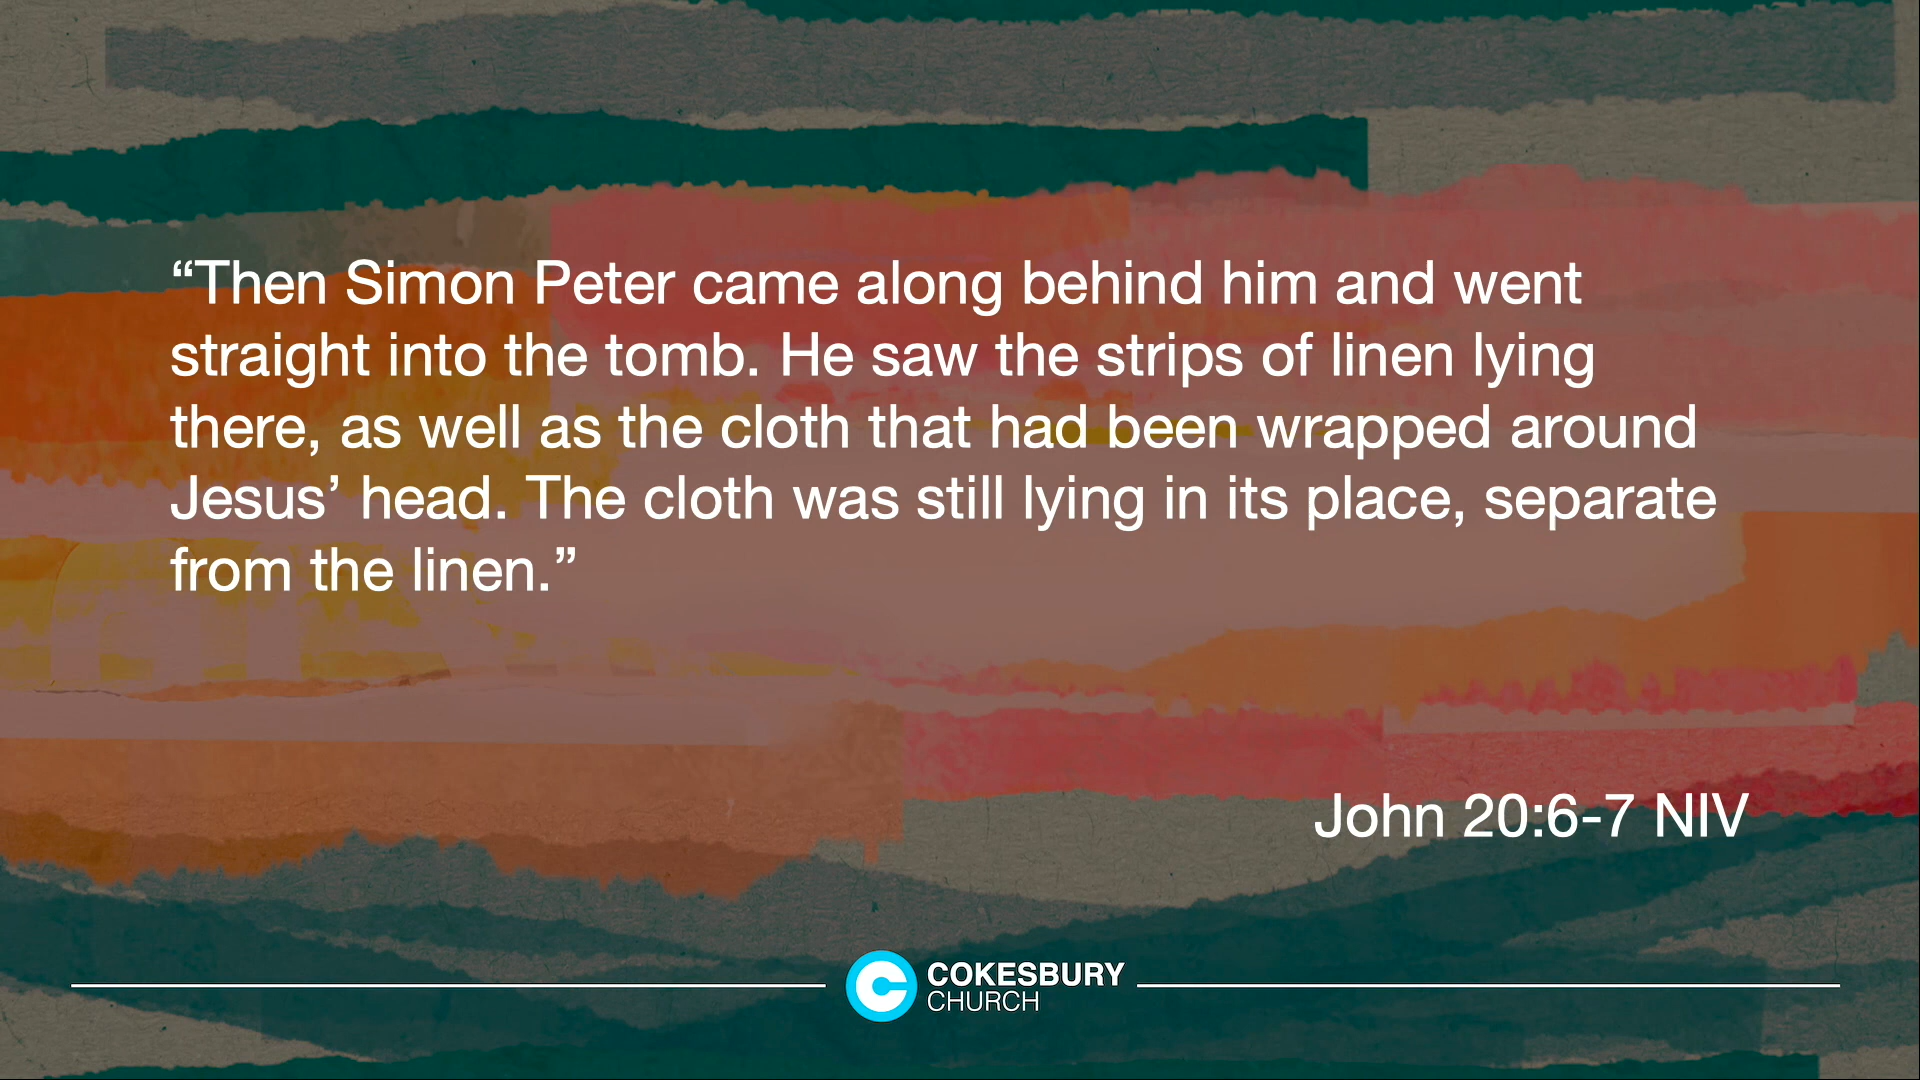 “Then Simon Peter came along behind him and went
straight into the tomb. He saw the strips of linen lying
there, as well as the cloth that had been wrapped around
Jesus’ head. The cloth was still lying in its place, separate
from the linen.”
John 20:6-7 NIV
COKESBURY
CHURCH